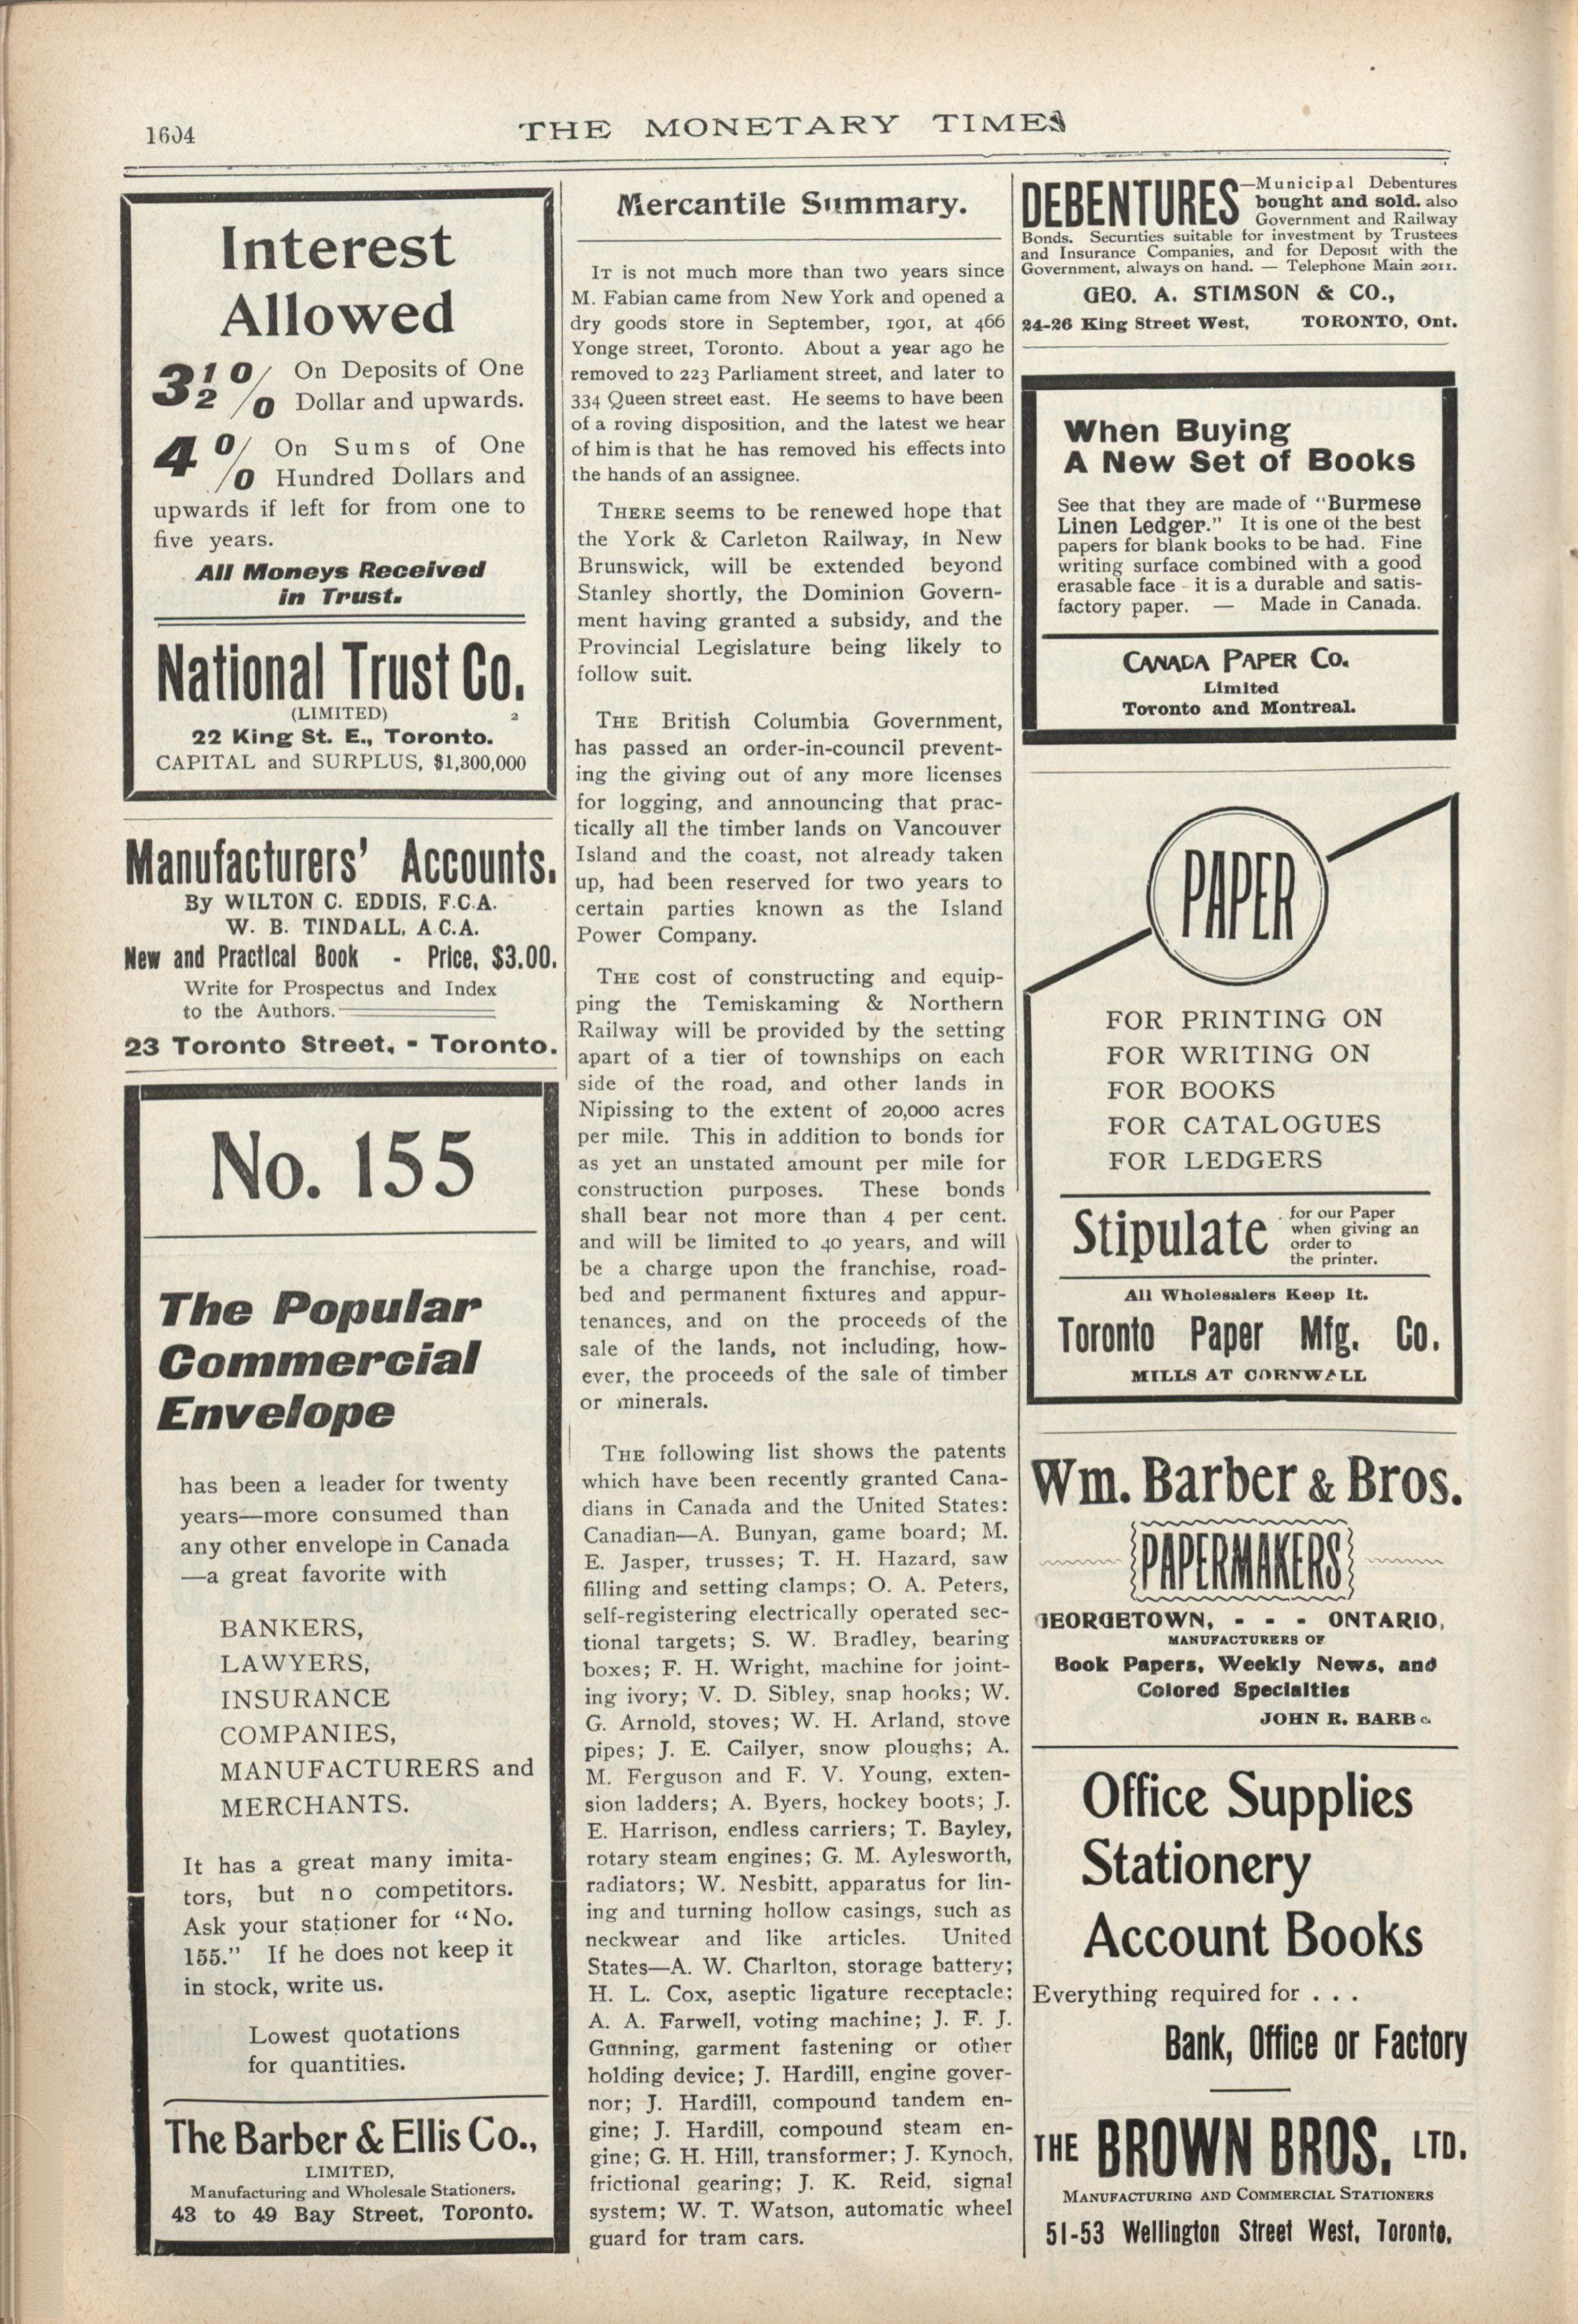 1604
THE MONETARY TIMES
Interest
Allowed
3½% On Deposits of One
Dollar and upwards.
4% On Sums of One
Hundred Dollars and
upwards if left for from one to
five years.
All Moneys Received
in Trust.
National Trust Co.
(LIMITED) 2
22 King St. E., Toronto.
CAPITAL and SURPLUS, $1,300,000
Manufacturers' Accounts.
By WILTON C. EDDIS, F.C.A.
W. B. TINDALL, A.C.A.
New and Practical Book - Price, $3.00.
Write for Prospectus and Index
to the Authors.
23 Toronto Street, - Toronto.
No. 155
The Popular
Commercial
Envelope
has been a leader for twenty
years—more consumed than
any other envelope in Canada
—a great favorite with
BANKERS,
LAWYERS,
INSURANCE
COMPANIES,
MANUFACTURERS and
MERCHANTS.
It has a great many imita-
tors, but no competitors.
Ask your stationer for "No.
155." If he does not keep it
in stock, write us.
Lowest quotations
for quantities.
The Barber & Ellis Co.,
LIMITED,
Manufacturing and Wholesale Stationers,
43 to 49 Bay Street, Toronto.
Mercantile Summary.
IT is not much more than two years since
M. Fabian came from New York and opened a
dry goods store in September, 1901, at 466
Yonge street, Toronto. About a year ago he
removed to 223 Parliament street, and later to
334 Queen street east. He seems to have been
of a roving disposition, and the latest we hear
of him is that he has removed his effects into
the hands of an assignee.
THERE seems to be renewed hope that
the York & Carleton Railway, in New
Brunswick, will be extended beyond
Stanley shortly, the Dominion Govern-
ment having granted a subsidy, and the
Provincial Legislature being likely to
follow suit.
THE British Columbia Government,
has passed an order-in-council prevent-
ing the giving out of any more licenses
for logging, and announcing that prac-
tically all the timber lands on Vancouver
Island and the coast, not already taken
up, had been reserved for two years to
certain parties known as the Island
Power Company.
THE cost of constructing and equip-
ping the Temiskaming & Northern
Railway will be provided by the setting
apart of a tier of townships on each
side of the road, and other lands in
Nipissing to the extent of 20,000 acres
per mile. This in addition to bonds for
as yet an unstated amount per mile for
construction purposes. These bonds
shall bear not more than 4 per cent.
and will be limited to 40 years, and will
be a charge upon the franchise, road-
bed and permanent fixtures and appur-
tenances, and on the proceeds of the
sale of the lands, not including, how-
ever, the proceeds of the sale of timber
or minerals.
THE following list shows the patents
which have been recently granted Cana-
dians in Canada and the United States:
Canadian—A. Bunyan, game board; M.
E. Jasper, trusses; T. H. Hazard, saw
filling and setting clamps; O. A. Peters,
self-registering electrically operated sec-
tional targets; S. W. Bradley, bearing
boxes; F. H. Wright, machine for joint-
ing ivory; V. D. Sibley, snap hooks; W.
G. Arnold, stoves; W. H. Arland, stove
pipes; J. E. Cailyer, snow ploughs; A.
M. Ferguson and F. V. Young, exten-
sion ladders; A. Byers, hockey boots; J.
E. Harrison, endless carriers; T. Bayley,
rotary steam engines; G. M. Aylesworth,
radiators; W. Nesbitt, apparatus for lin-
ing and turning hollow casings, such as
neckwear and like articles. United
States—A. W. Charlton, storage battery;
H. L. Cox, aseptic ligature receptacle;
A. A. Farwell, voting machine; J. F. J.
Gunning, garment fastening or other
holding device; J. Hardill, engine gover-
nor; J. Hardill, compound tandem en-
gine; J. Hardill, compound steam en-
gine; G. H. Hill, transformer; J. Kynoch,
frictional gearing; J. K. Reid, signal
system; W. T. Watson, automatic wheel
guard for tram cars.
DEBENTURES—Municipal Debentures
bought and sold, also
Government and Railway
Bonds. Securities suitable for investment by Trustees
and Insurance Companies, and for Deposit with the
Government, always on hand. — Telephone Main 2011.
GEO. A. STIMSON & CO.,
24-26 King Street West, TORONTO, Ont.
When Buying
A New Set of Books
See that they are made of "Burmese
Linen Ledger." It is one of the best
papers for blank books to be had. Fine
writing surface combined with a good
erasable face - it is a durable and satis-
factory paper. — Made in Canada.
CANADA PAPER Co.
Limited
Toronto and Montreal.
PAPER
FOR PRINTING ON
FOR WRITING ON
FOR BOOKS
FOR CATALOGUES
FOR LEDGERS
Stipulate for our Paper
when giving an
order to
the printer.
All Wholesalers Keep It.
Toronto Paper Mfg. Co.
MILLS AT CORNWALL
Wm. Barber & Bros.
PAPERMAKERS
GEORGETOWN, - - - ONTARIO,
MANUFACTURERS OF
Book Papers, Weekly News, and
Colored Specialties
JOHN R. BARB
Office Supplies
Stationery
Account Books
Everything required for . . .
Bank, Office or Factory
THE BROWN BROS. LTD.
MANUFACTURING AND COMMERCIAL STATIONERS
51-53 Wellington Street West, Toronto.